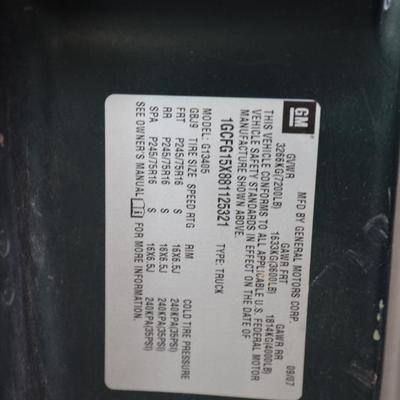 GM
MFD BY GENERAL MOTORS CORP. 09/07
GVWR GAWR FRT GAWR RR
3266KG(7200LB) 1633KG(3600LB) 1814KG(4000LB)
THIS VEHICLE CONFORMS TO ALL APPLICABLE U.S. FEDERAL MOTOR
VEHICLE SAFETY STANDARDS IN EFFECT ON THE DATE OF
MANUFACTURE SHOWN ABOVE.
1GCFG15X881125321 TYPE: TRUCK
MODEL: G13405
GBJ9 TIRE SIZE SPEED RTG RIM COLD TIRE PRESSURE
FRT P245/75R16 S 16X6.5J 240KPA(35PSI)
RR P245/75R16 S 16X6.5J 240KPA(35PSI)
SPA P245/75R16 S 16X6.5J 240KPA(35PSI)
SEE OWNER'S MANUAL FOR MORE INFORMATION.